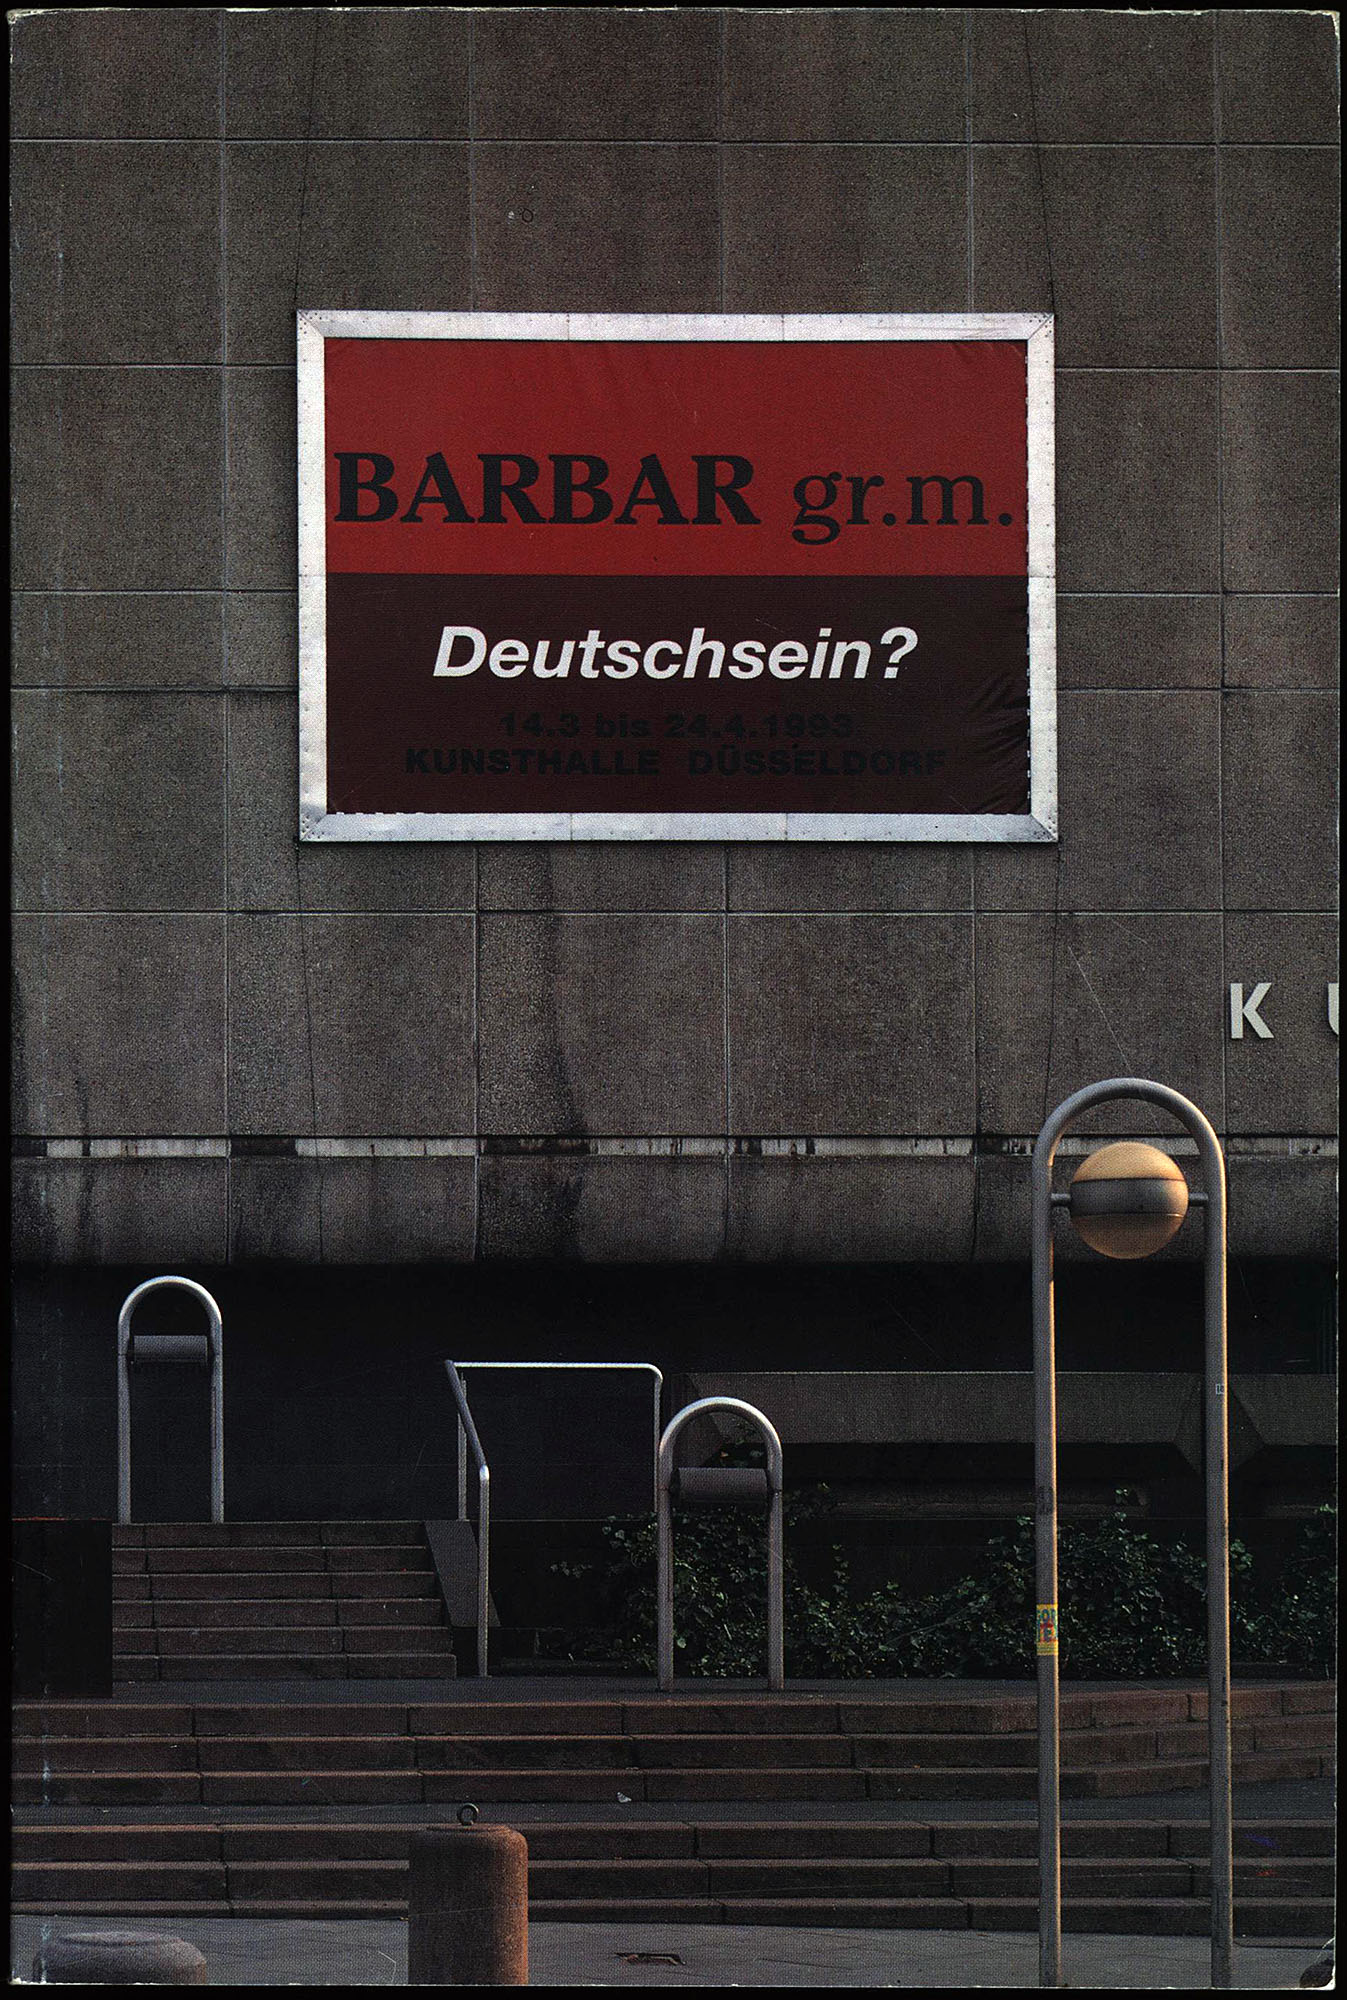 BARBAR gr.m.
Deutschsein?
14.3 bis 24.4.1993
KUNSTHALLE DÜSSELDORF
K U